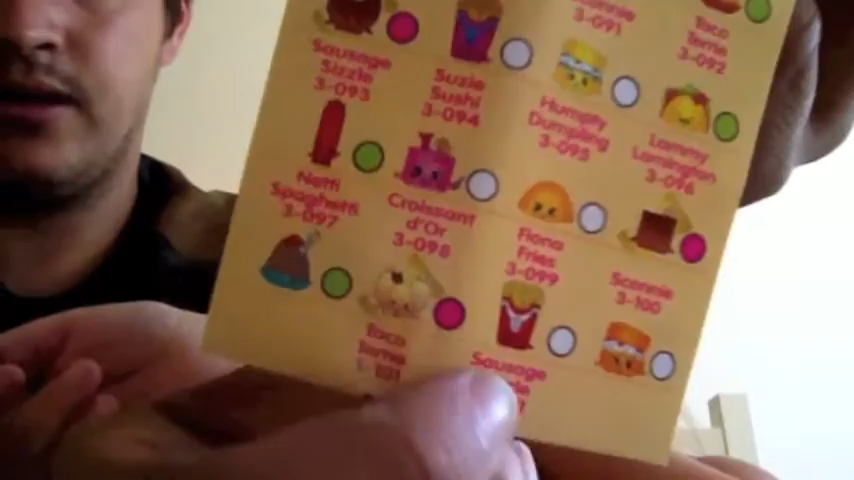 3-091
Taco
Terrie
3-092
Sausage
Sizzle
3-093
Suzie
Sushi
3-094
Humpty
Dumpling
3-095
Lammy
Lamington
3-096
Netti
Spaghetti
3-097
Croissant
d'Or
3-098
Fiona
Fries
3-099
Sconnie
3-100
Taco
Terrie
Sausage